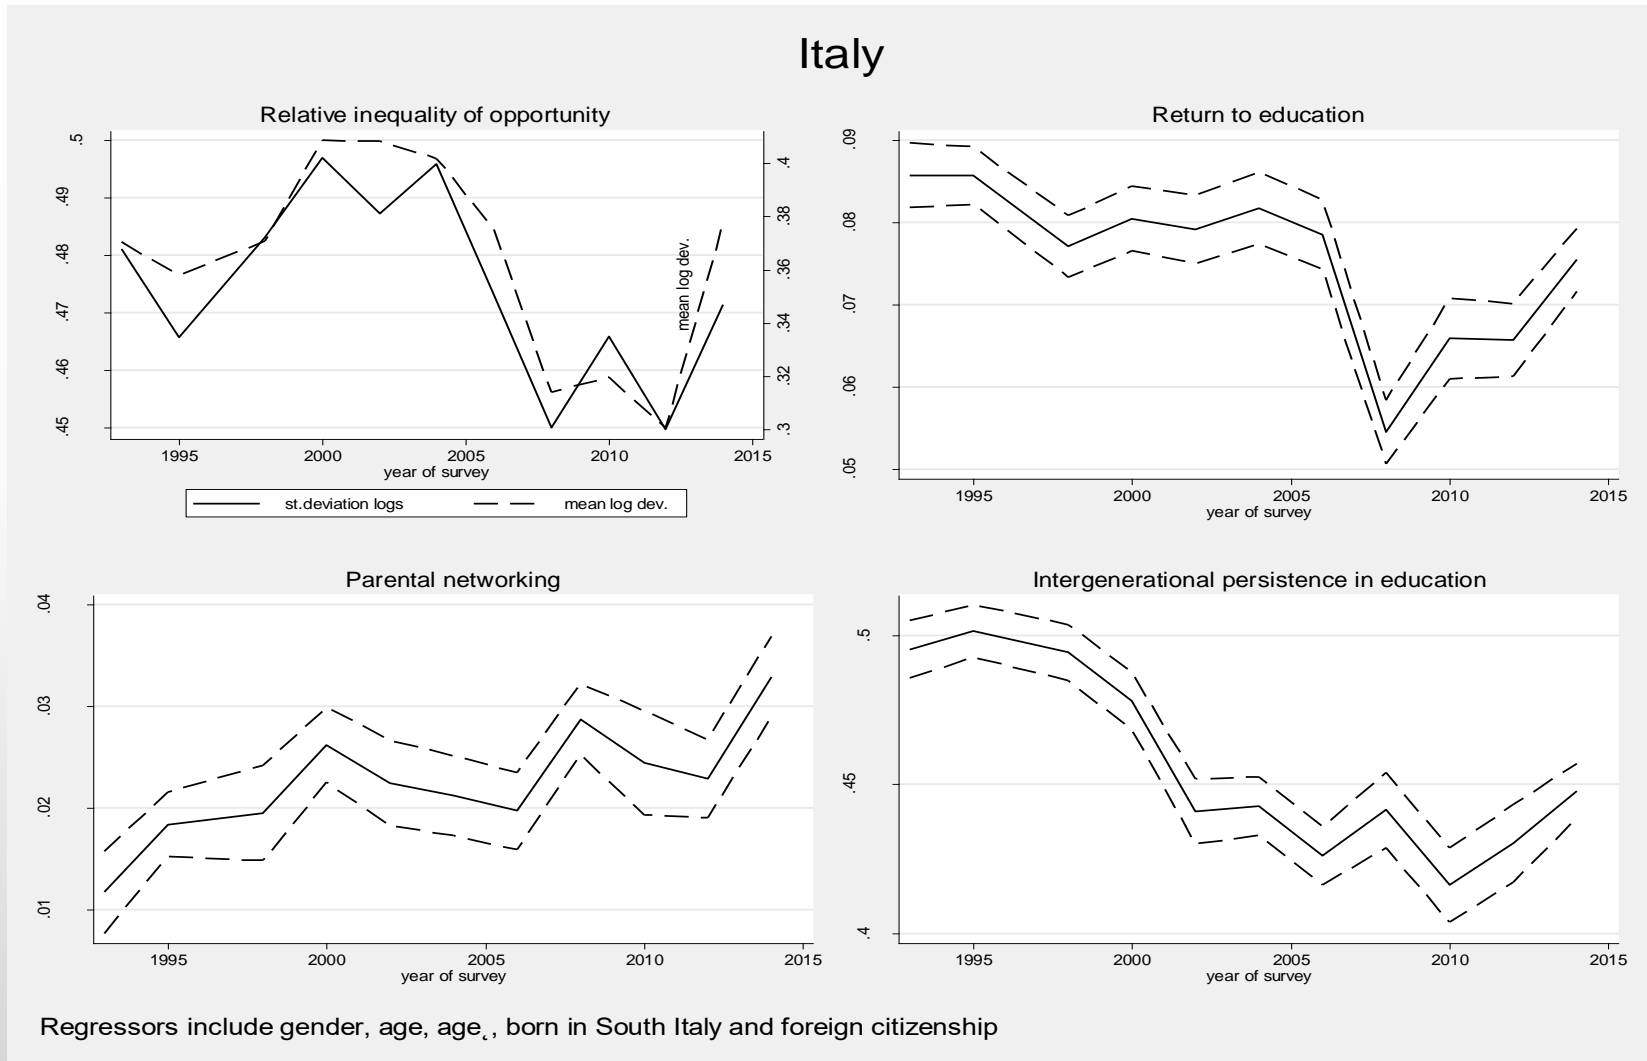 Italy
Relative inequality of opportunity
.5
.49
.48
.47
.46
.45
.4
.38
.36
.34
.32
.3
mean log dev.
1995 2000 2005 2010 2015
year of survey
st.deviation logs mean log dev.
Return to education
.09
.08
.07
.06
.05
1995 2000 2005 2010 2015
year of survey
Parental networking
.04
.03
.02
.01
1995 2000 2005 2010 2015
year of survey
Intergenerational persistence in education
.5
.45
.4
1995 2000 2005 2010 2015
year of survey
Regressors include gender, age, age¸, born in South Italy and foreign citizenship